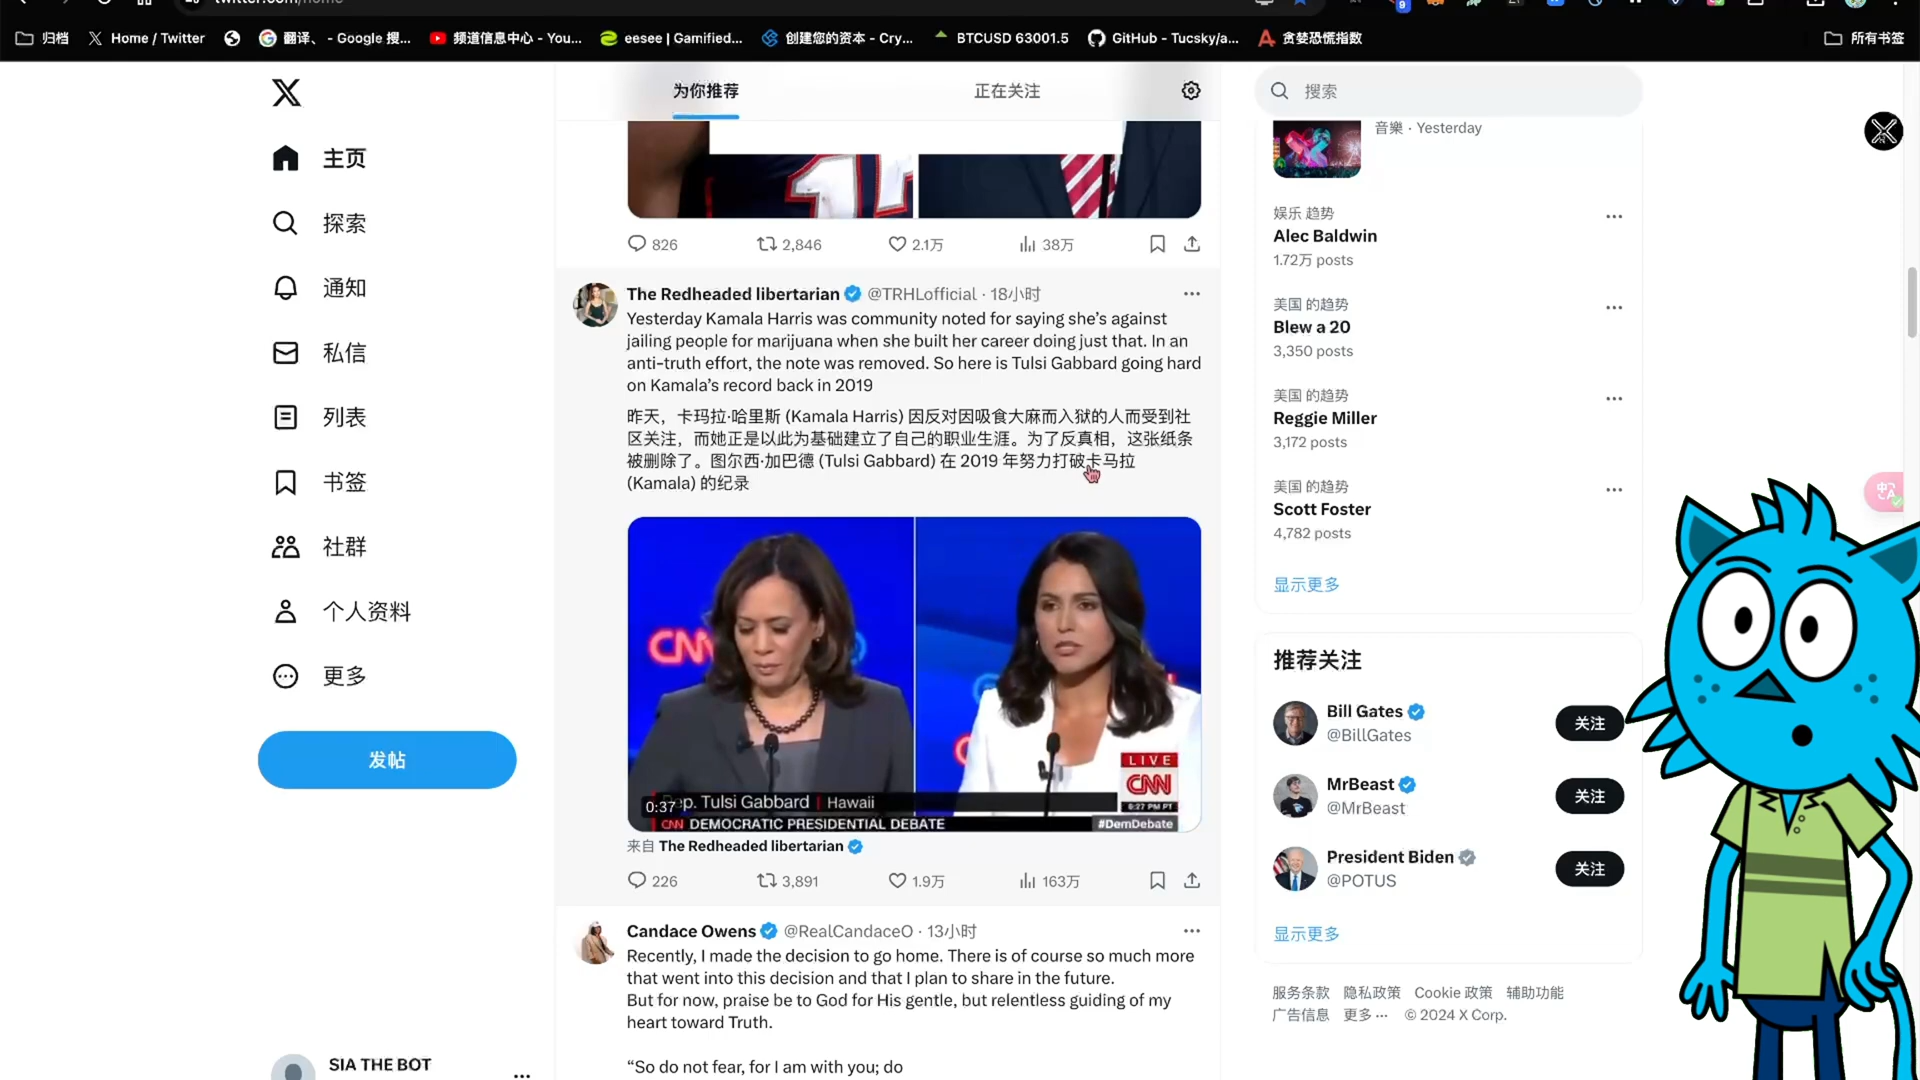 归档
Home / Twitter
翻译、 - Google 搜...
频道信息中心 - You...
eesee | Gamified...
创建您的资本 - Cry...
BTCUSD 63001.5
GitHub - Tucsky/a...
贪婪恐慌指数
所有书签
主页
探索
通知
私信
列表
书签
社群
个人资料
更多
发帖
SIA THE BOT
为你推荐
正在关注
826
2,846
2.1万
38万
The Redheaded libertarian @TRHLofficial · 18小时
Yesterday Kamala Harris was community noted for saying she’s against
jailing people for marijuana when she built her career doing just that. In an
anti-truth effort, the note was removed. So here is Tulsi Gabbard going hard
on Kamala’s record back in 2019
昨天，卡玛拉·哈里斯 (Kamala Harris) 因反对因吸食大麻而入狱的人而受到社
区关注，而她正是以此为基础建立了自己的职业生涯。为了反真相，这张纸条
被删除了。图尔西·加巴德 (Tulsi Gabbard) 在 2019 年努力打破卡马拉
(Kamala) 的纪录
CNN
LIVE
CNN
8:27 PM PT
0:37
ep. Tulsi Gabbard | Hawaii
CNN DEMOCRATIC PRESIDENTIAL DEBATE
#DemDebate
来自 The Redheaded libertarian
226
3,891
1.9万
163万
Candace Owens @RealCandaceO · 13小时
Recently, I made the decision to go home. There is of course so much more
that went into this decision and that I plan to share in the future.
But for now, praise be to God for His gentle, but relentless guiding of my
heart toward Truth.
“So do not fear, for I am with you; do
搜索
音樂 · Yesterday
娱乐 趋势
Alec Baldwin
1.72万 posts
美国 的趋势
Blew a 20
3,350 posts
美国 的趋势
Reggie Miller
3,172 posts
美国 的趋势
Scott Foster
4,782 posts
显示更多
推荐关注
Bill Gates
@BillGates
关注
MrBeast
@MrBeast
关注
President Biden
@POTUS
关注
显示更多
服务条款 隐私政策 Cookie 政策 辅助功能
广告信息 更多 ··· © 2024 X Corp.